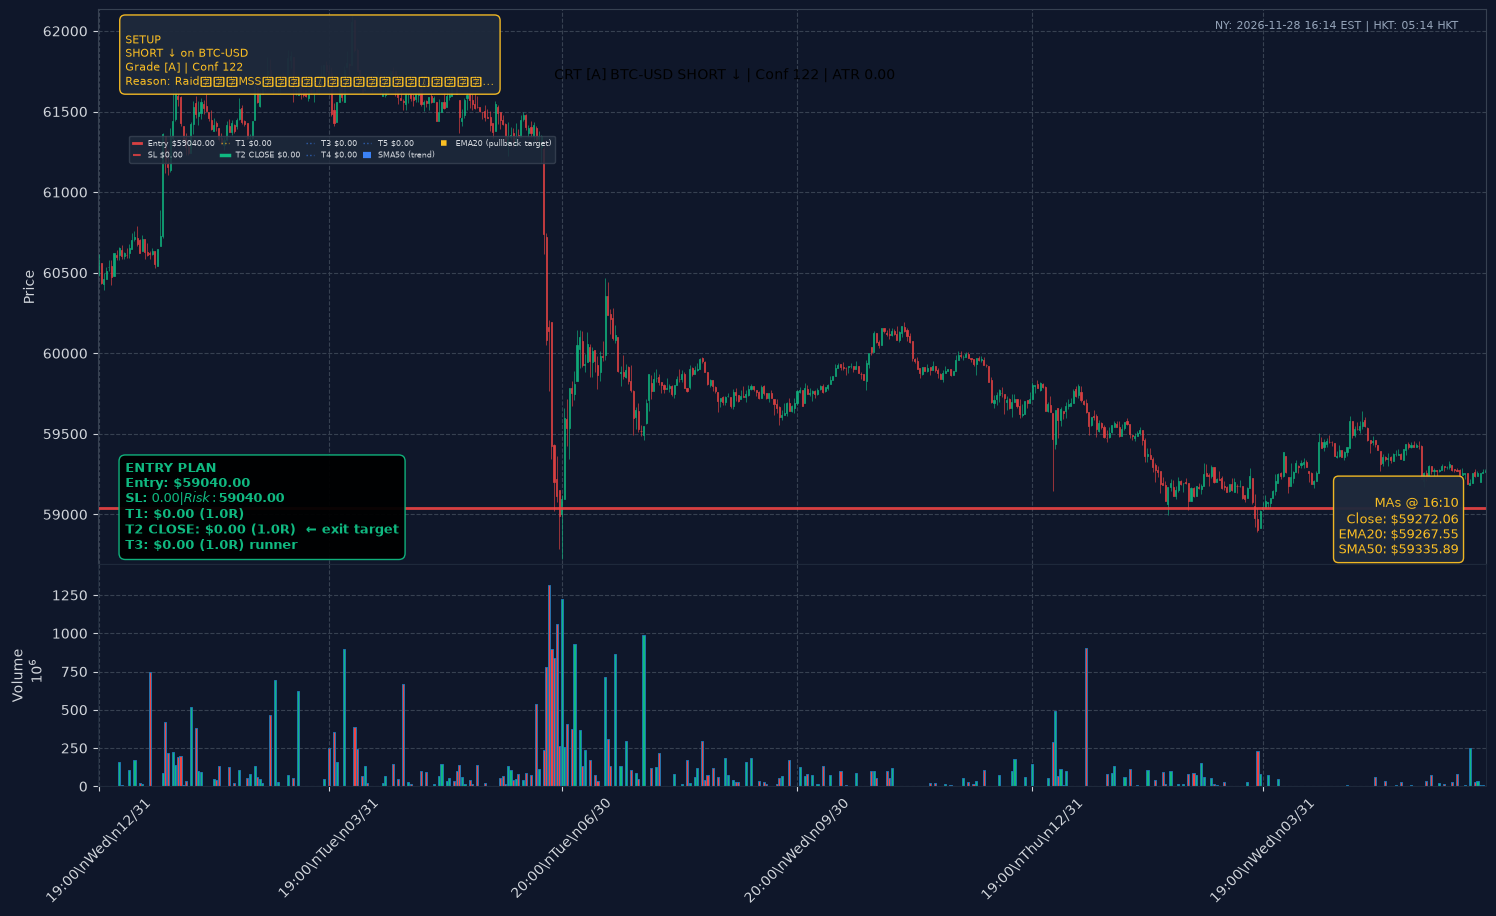 NY: 2026-11-28 16:14 EST | HKT: 05:14 HKT
SETUP
SHORT ↓ on BTC-USD
Grade [A] | Conf 122
Reason: Raid▯▯▯MSS▯▯▯▯/▯▯▯▯▯▯▯/▯▯▯▯...
CRT [A] BTC-USD SHORT ↓ | Conf 122 | ATR 0.00
Entry $59040.00 T1 $0.00 T3 $0.00 T5 $0.00 EMA20 (pullback target)
SL $0.00 T2 CLOSE $0.00 T4 $0.00 SMA50 (trend)
Price
62000
61500
61000
60500
60000
59500
59000
ENTRY PLAN
Entry: $59040.00
SL: 0.00|Risk:59040.00
T1: $0.00 (1.0R)
T2 CLOSE: $0.00 (1.0R) ← exit target
T3: $0.00 (1.0R) runner
MAs @ 16:10
Close: $59272.06
EMA20: $59267.55
SMA50: $59335.89
Volume
10⁶
1250
1000
750
500
250
0
19:00\nWed\n12/31
19:00\nTue\n03/31
20:00\nTue\n06/30
20:00\nWed\n09/30
19:00\nThu\n12/31
19:00\nWed\n03/31